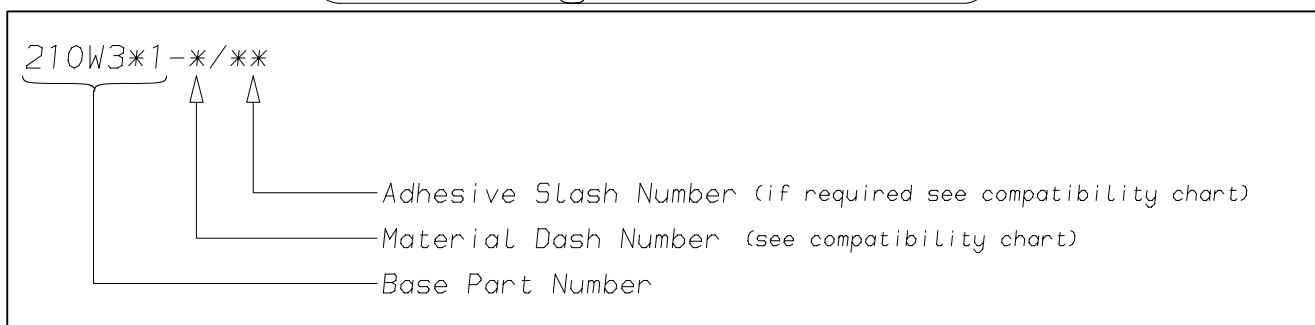 210W3*1-*/**
Adhesive Slash Number (if required see compatibility chart)
Material Dash Number (see compatibility chart)
Base Part Number